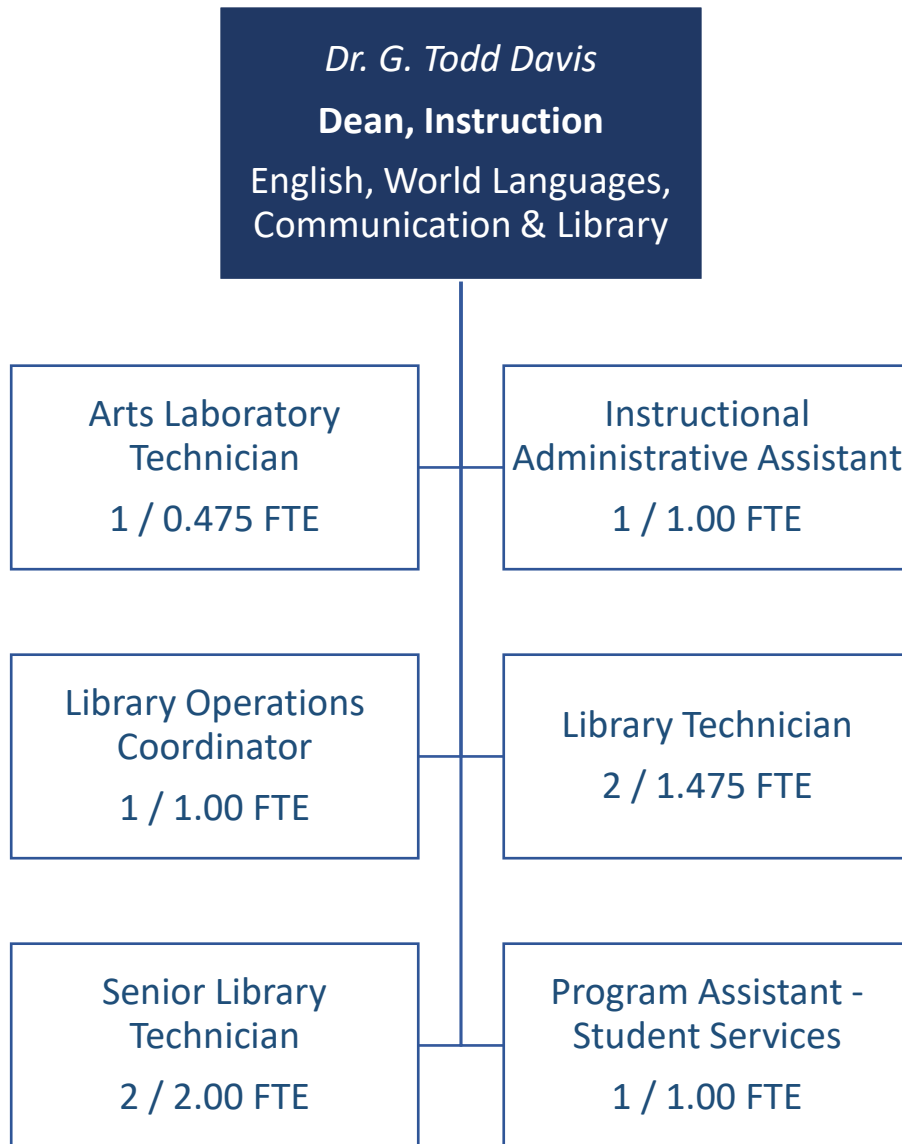 Dr. G. Todd Davis
Dean, Instruction
English, World Languages,
Communication & Library
Arts Laboratory
Technician
1 / 0.475 FTE
Instructional
Administrative Assistant
1 / 1.00 FTE
Library Operations
Coordinator
1 / 1.00 FTE
Library Technician
2 / 1.475 FTE
Senior Library
Technician
2 / 2.00 FTE
Program Assistant -
Student Services
1 / 1.00 FTE